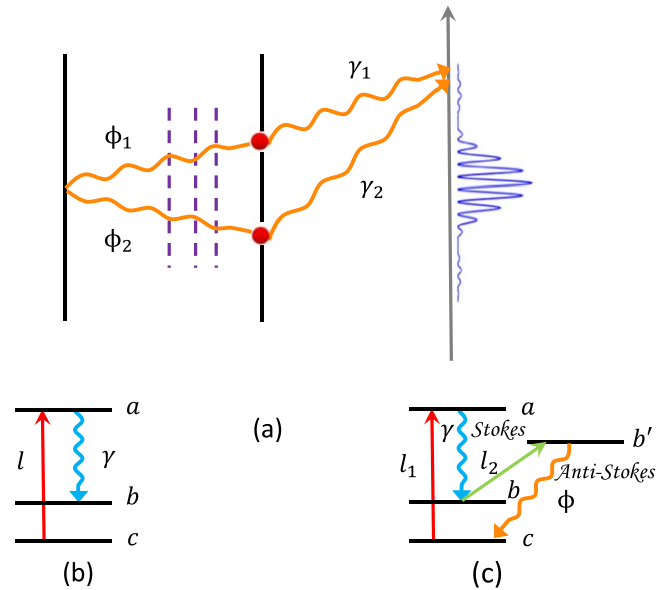 γ₁
ϕ₁
γ₂
ϕ₂
(a)
a
l
γ
b
c
(b)
a
γ
Stokes
b′
l₁
l₂
b
Anti-Stokes
ϕ
c
(c)